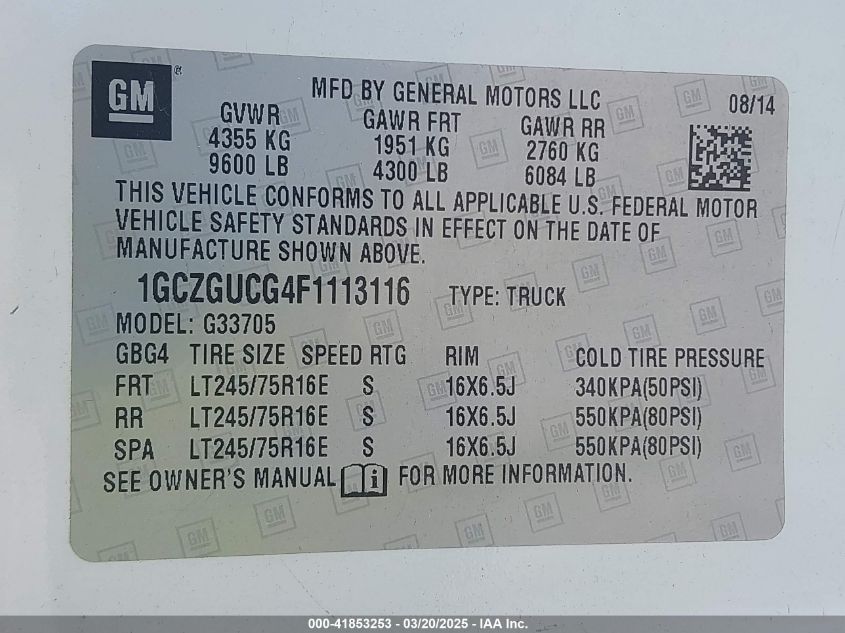 GM ®
MFD BY GENERAL MOTORS LLC
08/14
GVWR GAWR FRT GAWR RR
4355 KG 1951 KG 2760 KG
9600 LB 4300 LB 6084 LB
THIS VEHICLE CONFORMS TO ALL APPLICABLE U.S. FEDERAL MOTOR
VEHICLE SAFETY STANDARDS IN EFFECT ON THE DATE OF
MANUFACTURE SHOWN ABOVE.
1GCZGUCG4F1113116 TYPE: TRUCK
MODEL: G33705
GBG4 TIRE SIZE SPEED RTG RIM COLD TIRE PRESSURE
FRT LT245/75R16E S 16X6.5J 340KPA(50PSI)
RR LT245/75R16E S 16X6.5J 550KPA(80PSI)
SPA LT245/75R16E S 16X6.5J 550KPA(80PSI)
SEE OWNER'S MANUAL i FOR MORE INFORMATION.
000-41853253 - 03/20/2025 - IAA Inc.